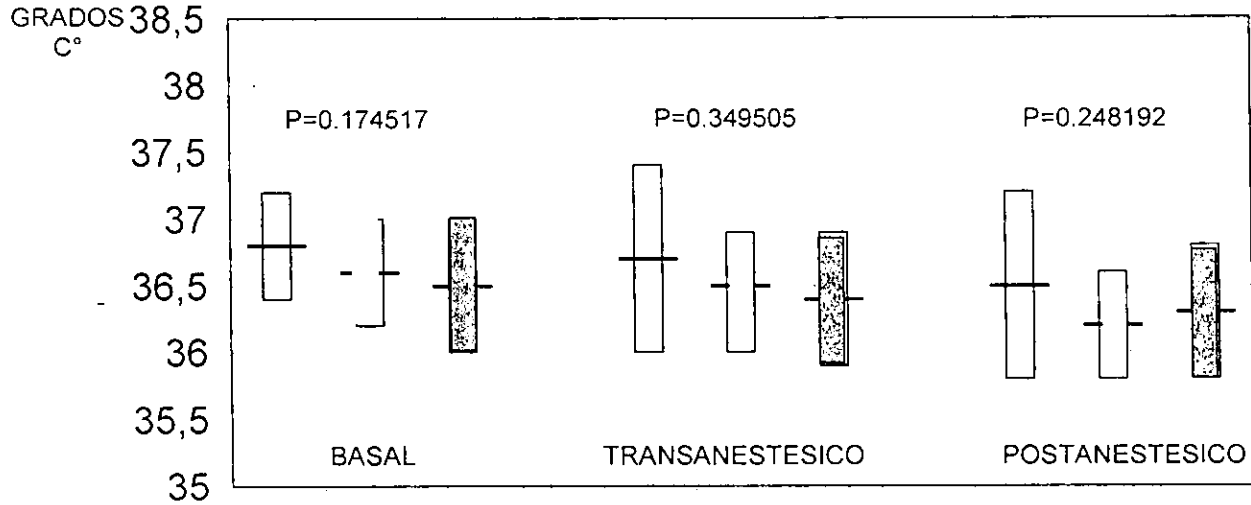 GRADOS
C°
38,5
38
37,5
37
36,5
36
35,5
35
P=0.174517
P=0.349505
P=0.248192
BASAL
TRANSANESTESICO
POSTANESTESICO